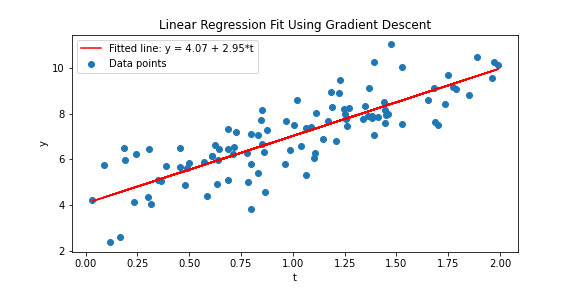 Linear Regression Fit Using Gradient Descent
Fitted line: y = 4.07 + 2.95*t
Data points
y
10
8
6
4
2
0.00 0.25 0.50 0.75 1.00 1.25 1.50 1.75 2.00
t